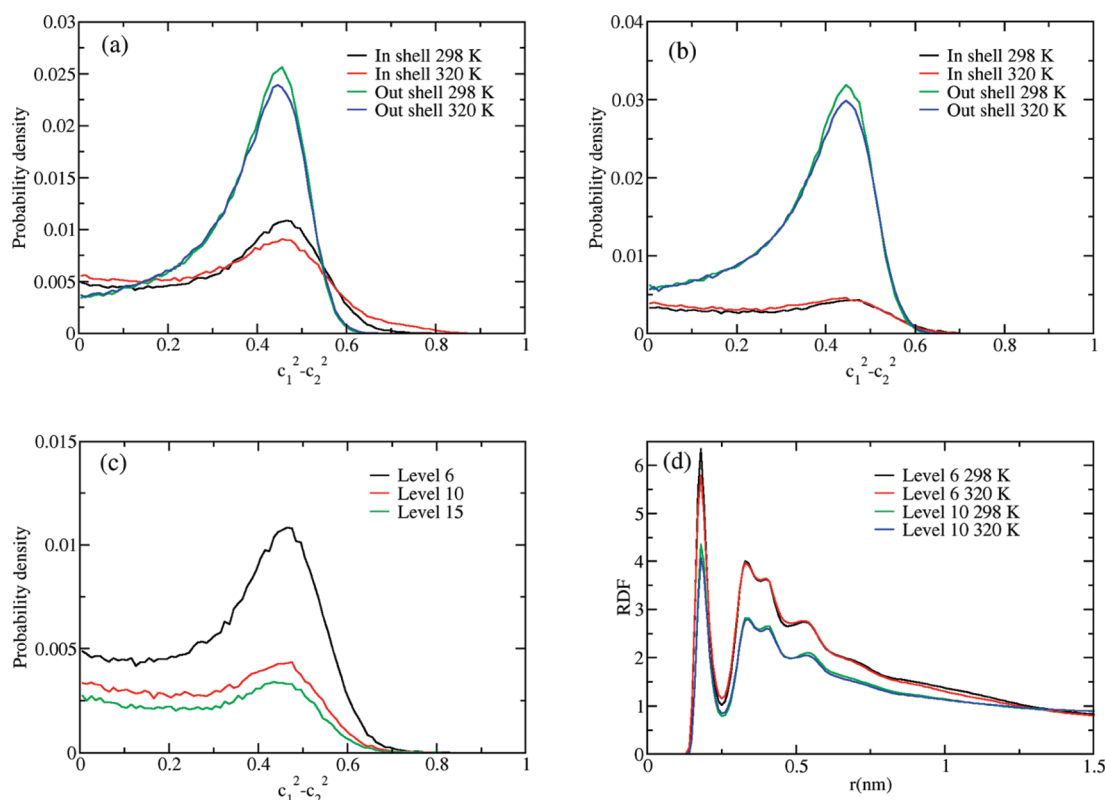 (a)
In shell 298 K
In shell 320 K
Out shell 298 K
Out shell 320 K
Probability density
0.03
0.025
0.02
0.015
0.01
0.005
0
0
0.2
0.4
0.6
0.8
1
c₁²-c₂²
(b)
In shell 298 K
In shell 320 K
Out shell 298 K
Out shell 320 K
Probability density
0.04
0.03
0.02
0.01
0
0
0.2
0.4
0.6
0.8
1
c₁²-c₂²
(c)
Level 6
Level 10
Level 15
Probability density
0.015
0.01
0.005
0
0
0.2
0.4
0.6
0.8
1
c₁²-c₂²
(d)
Level 6 298 K
Level 6 320 K
Level 10 298 K
Level 10 320 K
RDF
6
5
4
3
2
1
0
0
0.5
1
1.5
r(nm)